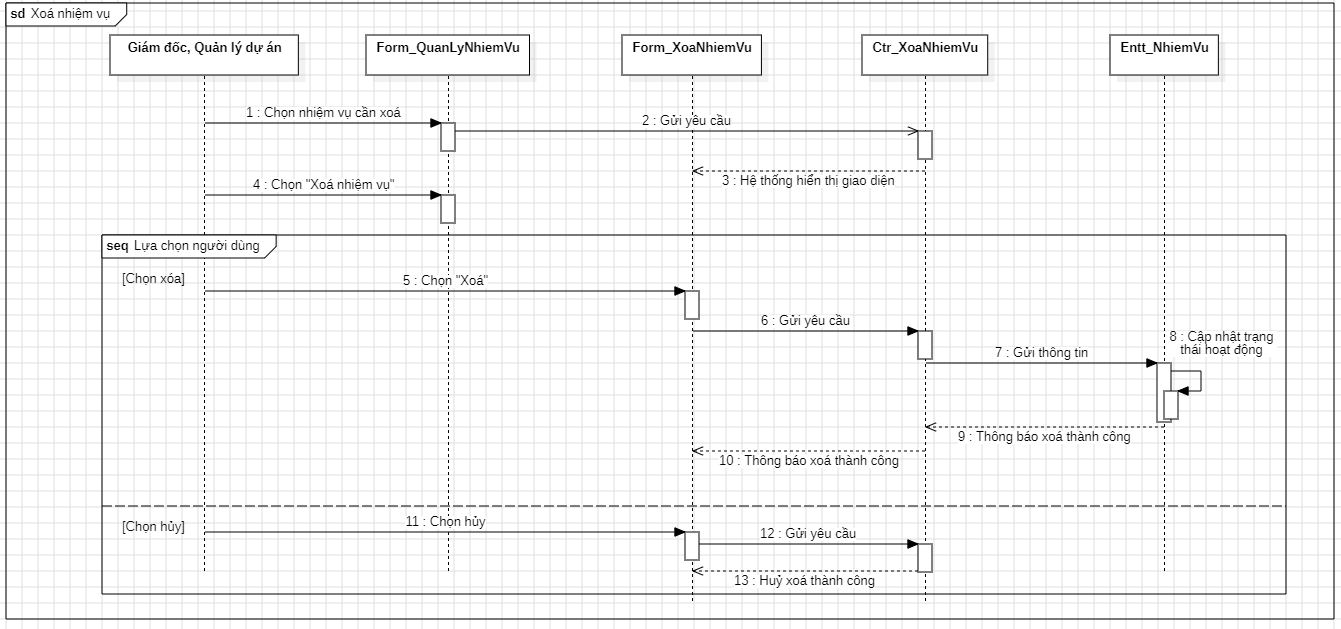 sd Xoá nhiệm vụ
Giám đốc, Quản lý dự án
Form_QuanLyNhiemVu
Form_XoaNhiemVu
Ctr_XoaNhiemVu
Entt_NhiemVu
1 : Chọn nhiệm vụ cần xoá
2 : Gửi yêu cầu
3 : Hệ thống hiển thị giao diện
4 : Chọn "Xoá nhiệm vụ"
seq Lựa chọn người dùng
[Chọn xóa]
5 : Chọn "Xoá"
6 : Gửi yêu cầu
7 : Gửi thông tin
8 : Cập nhật trạng
thái hoạt động
9 : Thông báo xoá thành công
10 : Thông báo xoá thành công
[Chọn hủy]
11 : Chọn hủy
12 : Gửi yêu cầu
13 : Huỷ xoá thành công